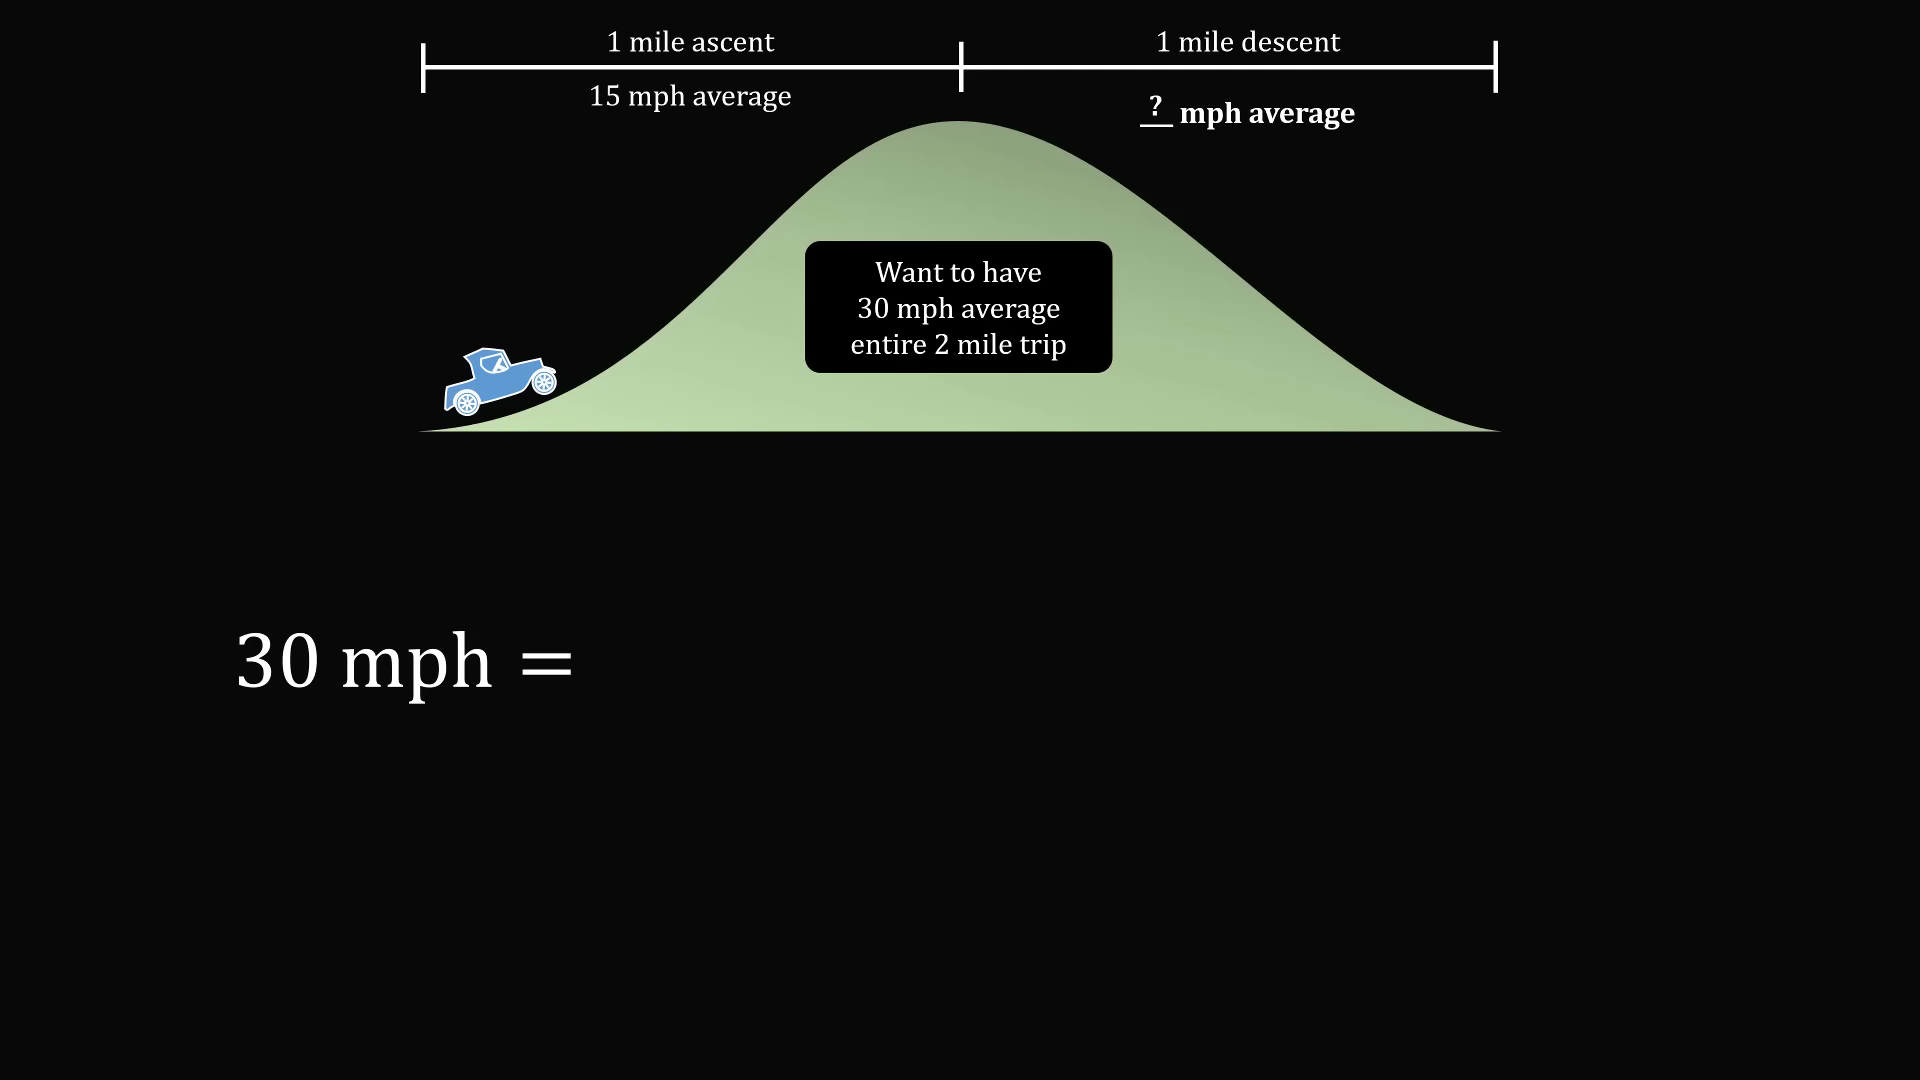 1 mile ascent
1 mile descent
15 mph average
? mph average
Want to have
30 mph average
entire 2 mile trip
30 mph =